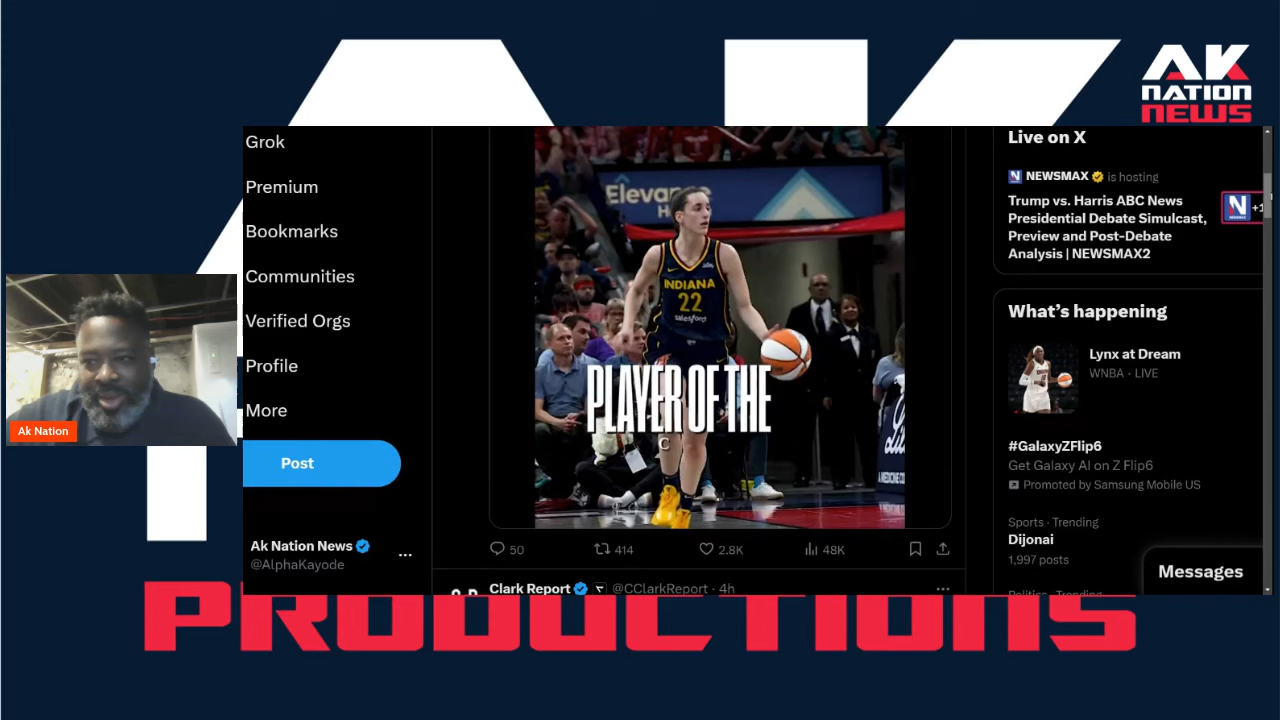 AK
NATION
NEWS
Grok
Premium
Bookmarks
Communities
Verified Orgs
Profile
More
Post
Ak Nation News
@AlphaKayode
Ak Nation
Elevance
INDIANA
22
salesforce
PLAYER OF THE
50
414
2.8K
48K
Clark Report
@CClarkReport · 4h
Live on X
NEWSMAX is hosting
Trump vs. Harris ABC News
Presidential Debate Simulcast,
Preview and Post-Debate
Analysis | NEWSMAX2
+1
What's happening
Lynx at Dream
WNBA · LIVE
#GalaxyZFlip6
Get Galaxy AI on Z Flip6
Promoted by Samsung Mobile US
Sports · Trending
Dijonai
1,997 posts
Politics · Trending
Messages
PRODUCTIONS